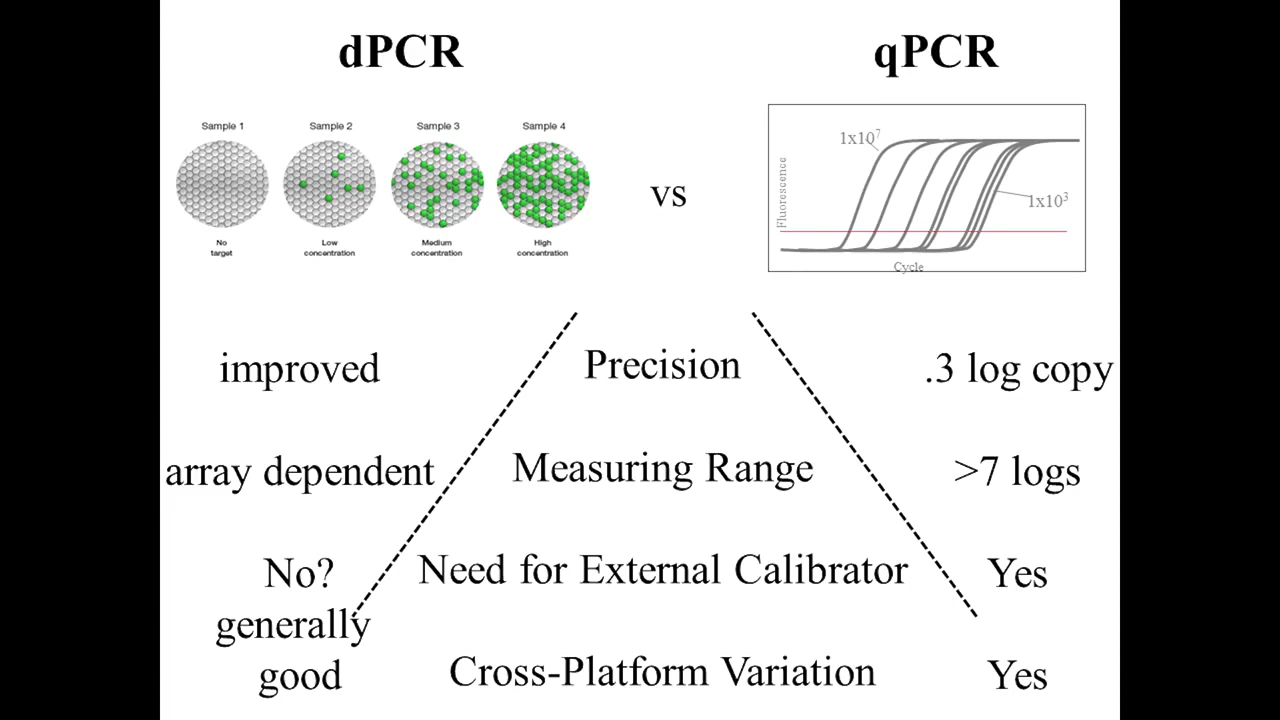 dPCR
qPCR
Sample 1
Sample 2
Sample 3
Sample 4
No
target
Low
concentration
Medium
concentration
High
concentration
vs
Fluorescence
1x10⁷
1x10³
Cycle
improved
Precision
.3 log copy
array dependent
Measuring Range
>7 logs
No?
Need for External Calibrator
Yes
generally
good
Cross-Platform Variation
Yes